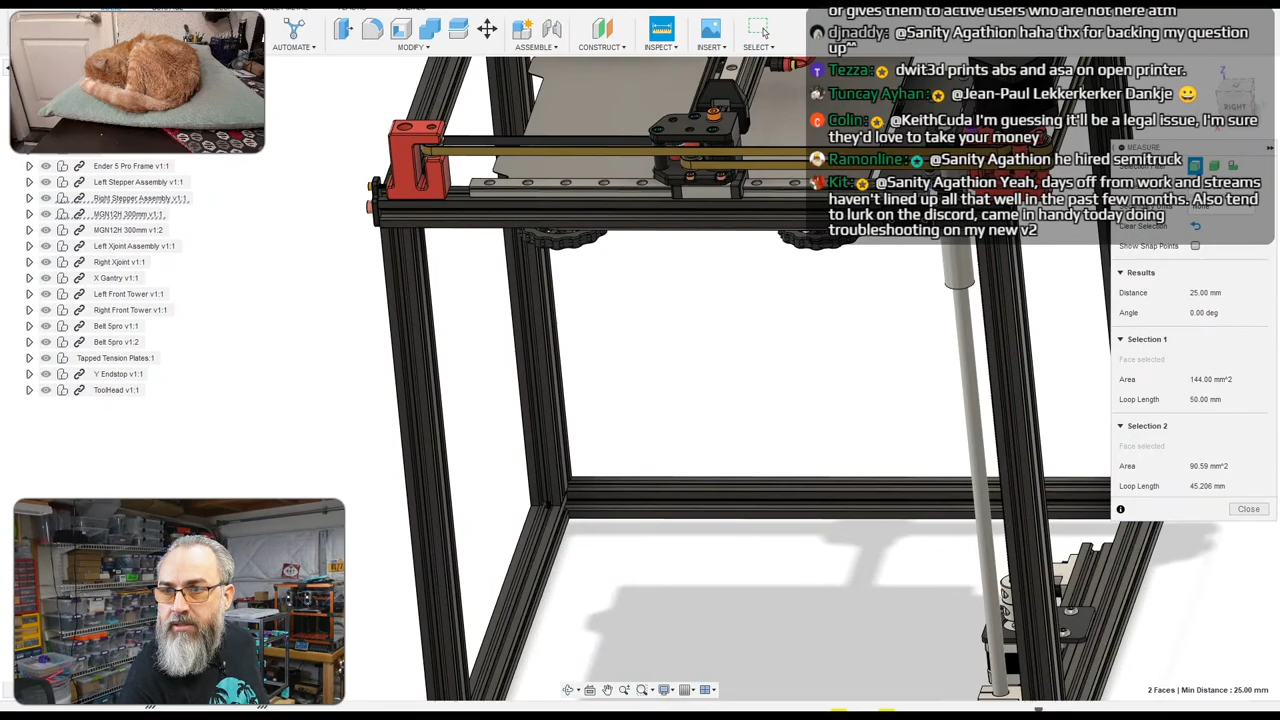 or gives them to active users who are not here atm
djnaddy: @Sanity Agathion haha thx for backing my question
up^^
Tezza: dwit3d prints abs and asa on open printer.
Tuncay Ayhan: @Jean-Paul Lekkerkerker Dankje 😀
Colin: @KeithCuda I'm guessing it'll be a legal issue, I'm sure
they'd love to take your money
Ramonline: @Sanity Agathion he hired semitruck
Kit: @Sanity Agathion Yeah, days off from work and streams
haven't lined up all that well in the past few months. Also tend
to lurk on the discord, came in handy today doing
troubleshooting on my new v2
AUTOMATE
MODIFY
ASSEMBLE
CONSTRUCT
INSPECT
INSERT
SELECT
RIGHT
Z
MEASURE
Ender 5 Pro Frame v1:1
Left Stepper Assembly v1:1
Right Stepper Assembly v1:1
MGN12H 300mm v1:1
MGN12H 300mm v1:2
Left Xjoint Assembly v1:1
Right Xjoint v1:1
X Gantry v1:1
Left Front Tower v1:1
Right Front Tower v1:1
Belt 5pro v1:1
Belt 5pro v1:2
Tapped Tension Plates:1
Y Endstop v1:1
ToolHead v1:1
Clear Selection
Show Snap Points
Results
Distance 25.00 mm
Angle 0.00 deg
Selection 1
Face selected
Area 144.00 mm^2
Loop Length 50.00 mm
Selection 2
Face selected
Area 90.59 mm^2
Loop Length 45.206 mm
Close
2 Faces | Min Distance : 25.00 mm